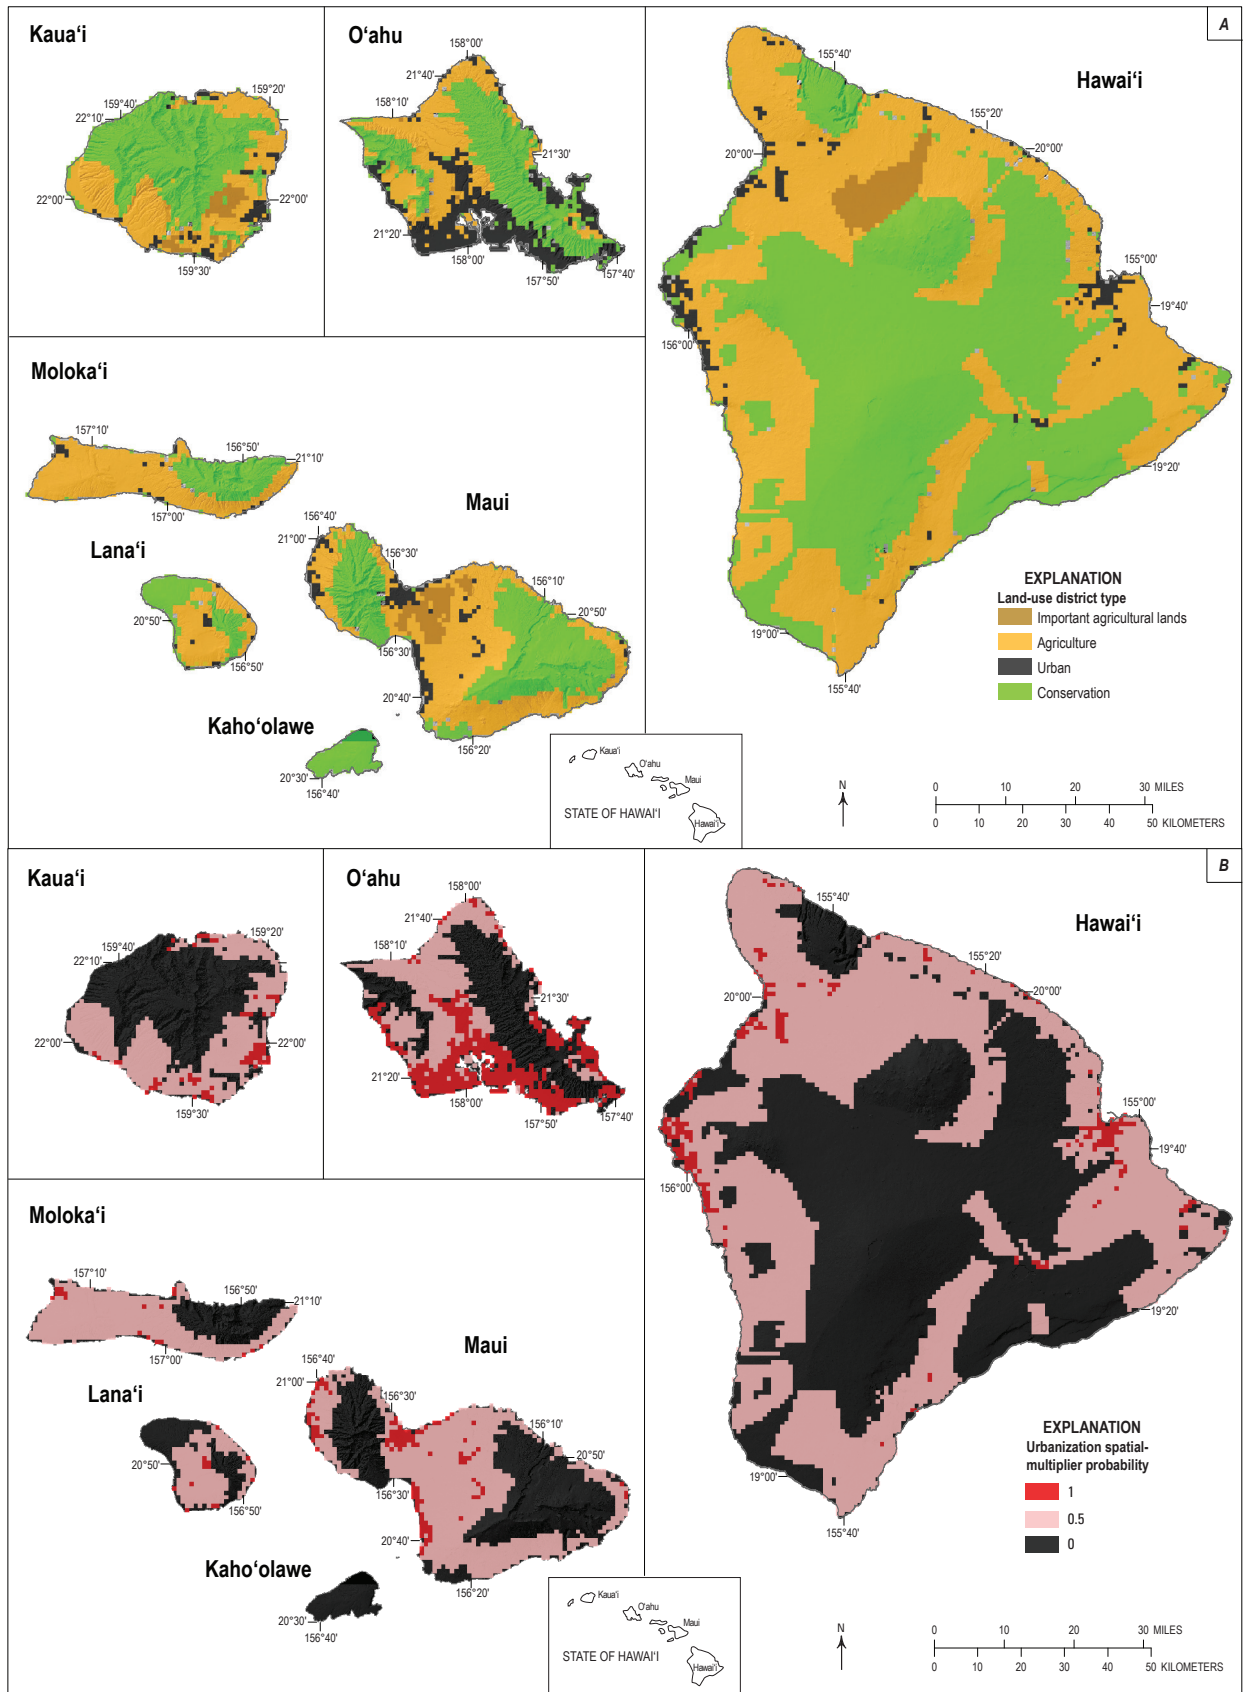 A
Kaua‘i
159°20'
159°40'
22°10'
22°00'
22°00'
159°30'
O‘ahu
158°00'
21°40'
158°10'
21°30'
21°20'
158°00'
157°50'
157°40'
Hawai‘i
155°40'
155°20'
20°00'
20°00'
155°00'
19°40'
156°00'
19°20'
19°00'
155°40'
EXPLANATION
Land-use district type
Important agricultural lands
Agriculture
Urban
Conservation
Moloka‘i
157°10'
156°50'
21°10'
157°00'
Maui
156°40'
21°00'
156°30'
156°10'
20°50'
156°30'
20°40'
156°20'
Lana‘i
20°50'
156°50'
Kaho‘olawe
20°30'
156°40'
Kaua‘i
O‘ahu
Maui
STATE OF HAWAI‘I
Hawai‘i
N
0 10 20 30 MILES
0 10 20 30 40 50 KILOMETERS
B
Kaua‘i
159°20'
159°40'
22°10'
22°00'
22°00'
159°30'
O‘ahu
158°00'
21°40'
158°10'
21°30'
21°20'
158°00'
157°50'
157°40'
Hawai‘i
155°40'
155°20'
20°00'
20°00'
155°00'
19°40'
156°00'
19°20'
19°00'
155°40'
EXPLANATION
Urbanization spatial-
multiplier probability
1
0.5
0
Moloka‘i
157°10'
156°50'
21°10'
157°00'
Maui
156°40'
21°00'
156°30'
156°10'
20°50'
156°30'
20°40'
156°20'
Lana‘i
20°50'
156°50'
Kaho‘olawe
20°30'
156°40'
Kaua‘i
O‘ahu
Maui
STATE OF HAWAI‘I
Hawai‘i
N
0 10 20 30 MILES
0 10 20 30 40 50 KILOMETERS